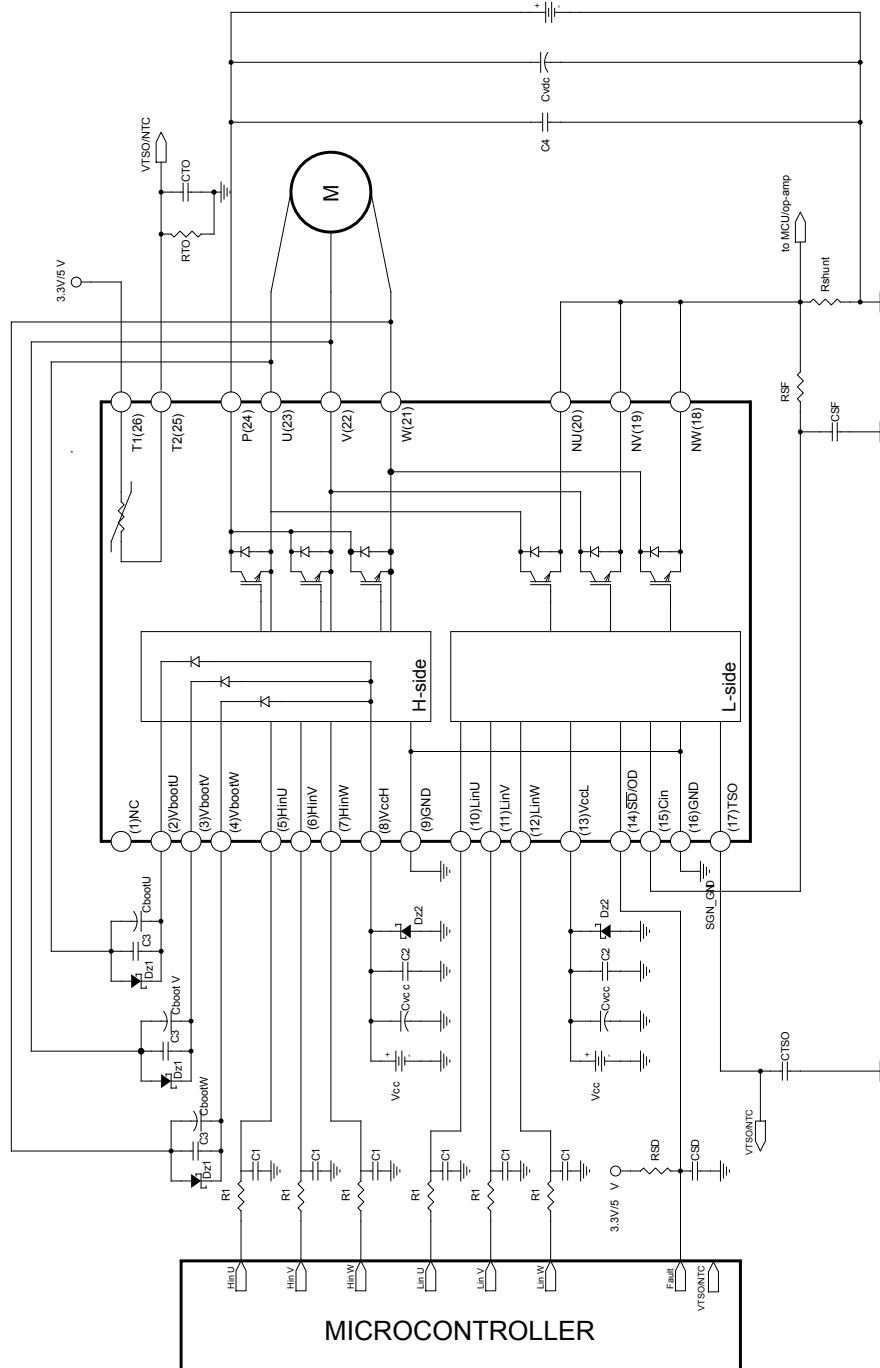 3.3V/5 V
VTSO/NTC
RTO
CTO
M
Cvdc
C4
+
-
to MCU/op-amp
Rshunt
RSF
CSF
T1(26)
T2(25)
P(24)
U(23)
V(22)
W(21)
NU(20)
NV(19)
NW(18)
H-side
L-side
(1)NC
(2)VbootU
(3)VbootV
(4)VbootW
(5)HinU
(6)HinV
(7)HinW
(8)VccH
(9)GND
(10)LinU
(11)LinV
(12)LinW
(13)VccL
(14)SD/OD
(15)Cin
(16)GND
(17)TSO
SGN_GND
CbootU
C3
Dz1
Cboot V
C3
Dz1
CbootW
C3
Dz1
Dz2
C2
Cvc c
Vcc
+
-
Dz2
C2
Cvcc
Vcc
+
-
CTSO
VTSO/NTC
R1
C1
R1
C1
R1
C1
R1
C1
R1
C1
R1
C1
3.3V/5 V
RSD
CSD
Hin U
Hin V
Hin W
Lin U
Lin V
Lin W
Fault
VTSO/NTC
MICROCONTROLLER